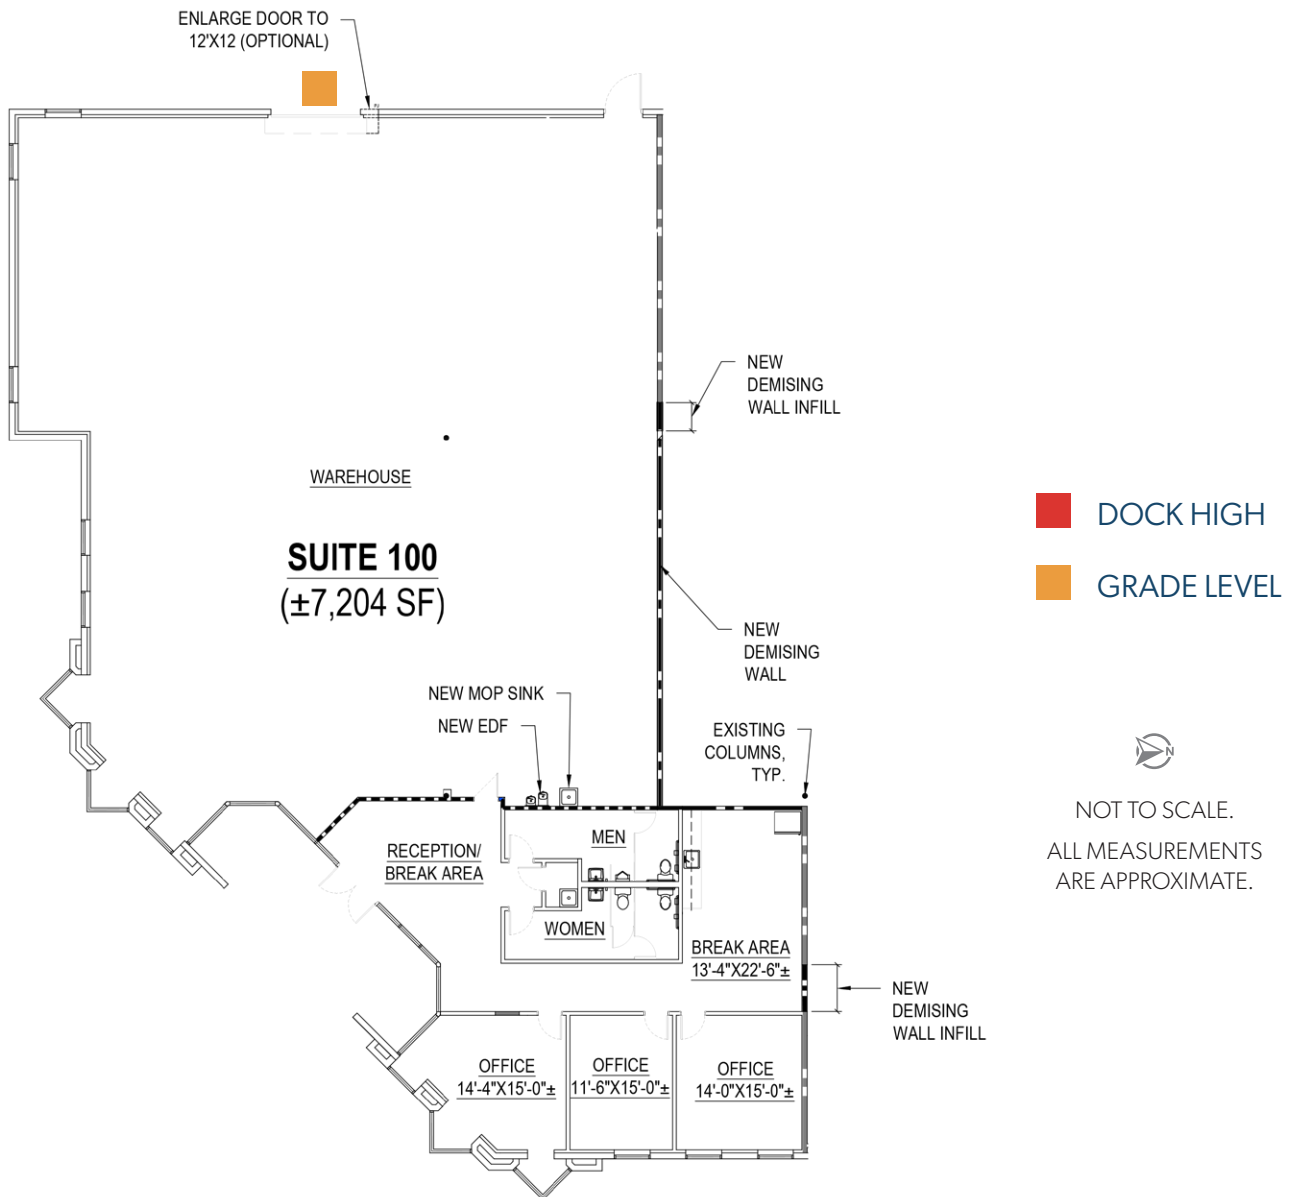 ENLARGE DOOR TO
12'X12 (OPTIONAL)
NEW
DEMISING
WALL INFILL
WAREHOUSE
SUITE 100
(±7,204 SF)
DOCK HIGH
GRADE LEVEL
NEW
DEMISING
WALL
NEW MOP SINK
NEW EDF
EXISTING
COLUMNS,
TYP.
N
NOT TO SCALE.
ALL MEASUREMENTS
ARE APPROXIMATE.
MEN
RECEPTION/
BREAK AREA
WOMEN
BREAK AREA
13'-4"X22'-6"±
NEW
DEMISING
WALL INFILL
OFFICE
14'-4"X15'-0"±
OFFICE
11'-6"X15'-0"±
OFFICE
14'-0"X15'-0"±